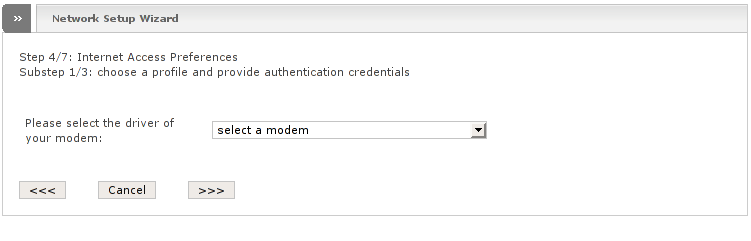 » Network Setup Wizard
Step 4/7: Internet Access Preferences
Substep 1/3: choose a profile and provide authentication credentials
Please select the driver of
your modem:
select a modem
<<< Cancel >>>